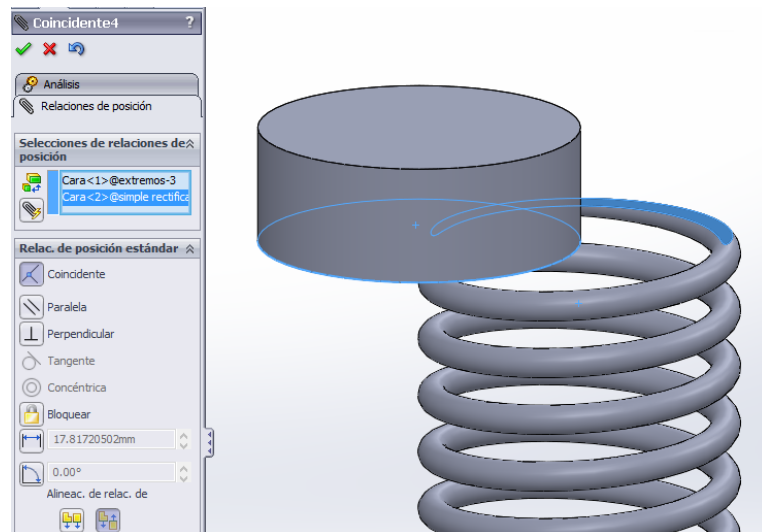 Coincidente4 ?
Análisis
Relaciones de posición
Selecciones de relaciones de
posición
Cara<1>@extremos-3
Cara<2>@simple rectifica
Relac. de posición estándar
Coincidente
Paralela
Perpendicular
Tangente
Concéntrica
Bloquear
17.81720502mm
0.00°
Alineac. de relac. de